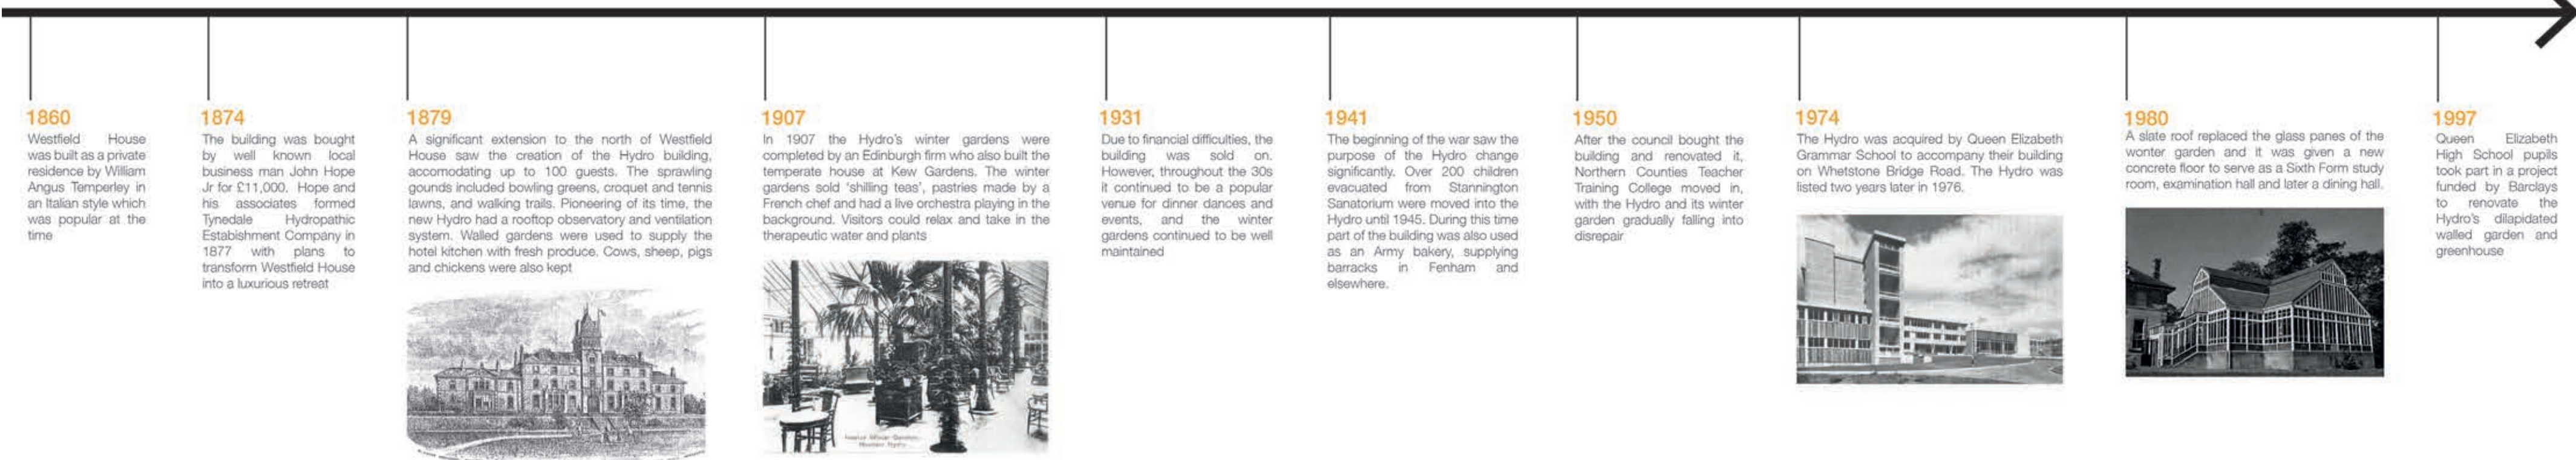 1860
Westfield House
was built as a private
residence by William
Angus Temperley in
an Italian style which
was popular at the
time
1874
The building was bought
by well known local
business man John Hope
Jr for £11,000. Hope and
his associates formed
Tynedale Hydropathic
Estabishment Company in
1877 with plans to
transform Westfield House
into a luxurious retreat
1879
A significant extension to the north of Westfield
House saw the creation of the Hydro building,
accomodating up to 100 guests. The sprawling
gounds included bowling greens, croquet and tennis
lawns, and walking trails. Pioneering of its time, the
new Hydro had a rooftop observatory and ventilation
system. Walled gardens were used to supply the
hotel kitchen with fresh produce. Cows, sheep, pigs
and chickens were also kept
1907
In 1907 the Hydro's winter gardens were
completed by an Edinburgh firm who also built the
temperate house at Kew Gardens. The winter
gardens sold 'shilling teas', pastries made by a
French chef and had a live orchestra playing in the
background. Visitors could relax and take in the
therapeutic water and plants
1931
Due to financial difficulties, the
building was sold on.
However, throughout the 30s
it continued to be a popular
venue for dinner dances and
events, and the winter
gardens continued to be well
maintained
1941
The beginning of the war saw the
purpose of the Hydro change
significantly. Over 200 children
evacuated from Stannington
Sanatorium were moved into the
Hydro until 1945. During this time
part of the building was also used
as an Army bakery, supplying
barracks in Fenham and
elsewhere.
1950
After the council bought the
building and renovated it,
Northern Counties Teacher
Training College moved in,
with the Hydro and its winter
garden gradually falling into
disrepair
1974
The Hydro was acquired by Queen Elizabeth
Grammar School to accompany their building
on Whetstone Bridge Road. The Hydro was
listed two years later in 1976.
1980
A slate roof replaced the glass panes of the
wonter garden and it was given a new
concrete floor to serve as a Sixth Form study
room, examination hall and later a dining hall.
1997
Queen Elizabeth
High School pupils
took part in a project
funded by Barclays
to renovate the
Hydro's dilapidated
walled garden and
greenhouse